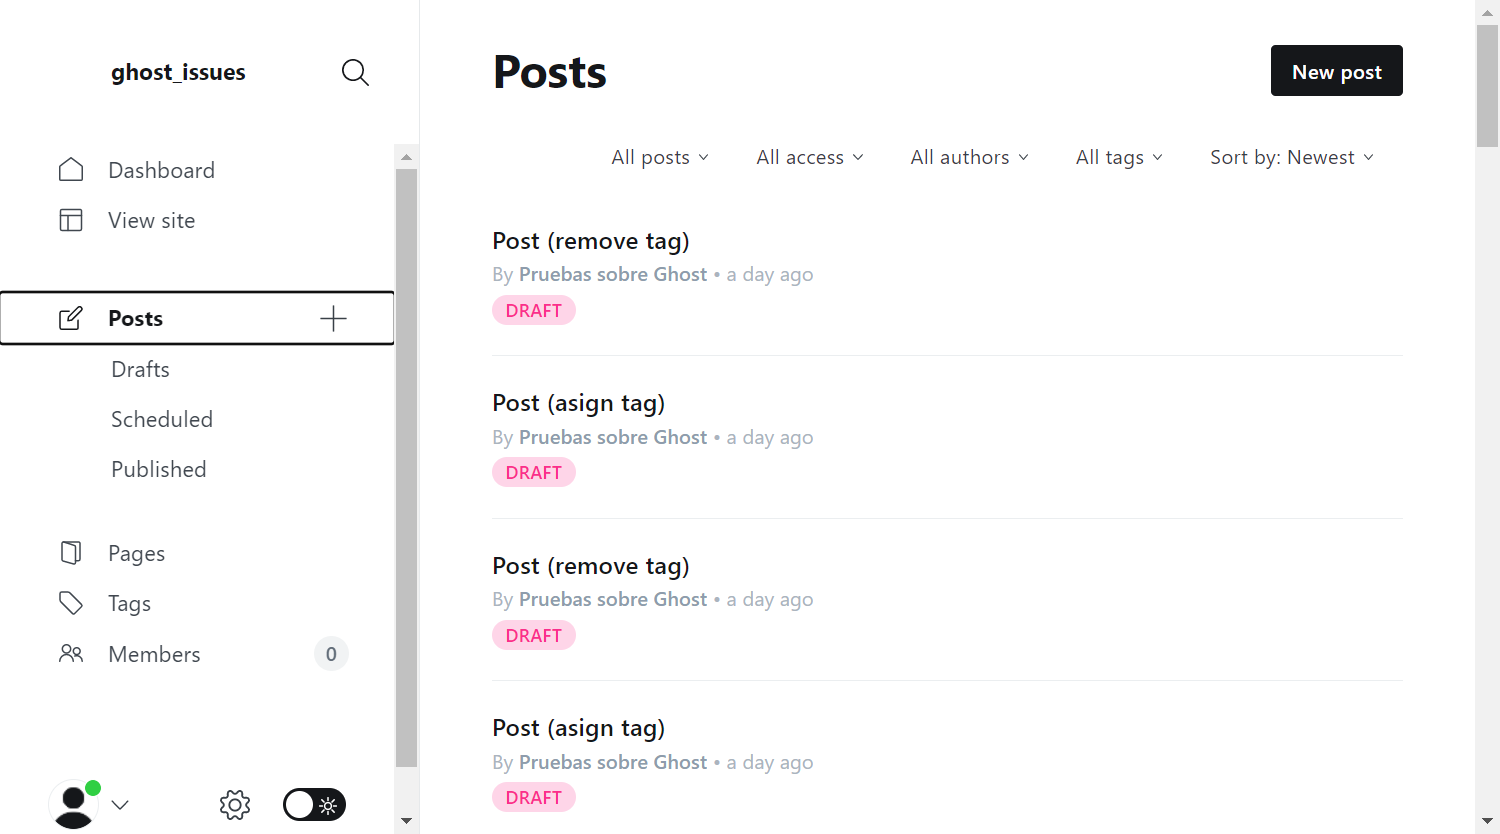 ghost_issues
Dashboard
View site
Posts
Drafts
Scheduled
Published
Pages
Tags
Members 0
Posts
New post
All posts All access All authors All tags Sort by: Newest
Post (remove tag)
By Pruebas sobre Ghost • a day ago
DRAFT
Post (asign tag)
By Pruebas sobre Ghost • a day ago
DRAFT
Post (remove tag)
By Pruebas sobre Ghost • a day ago
DRAFT
Post (asign tag)
By Pruebas sobre Ghost • a day ago
DRAFT